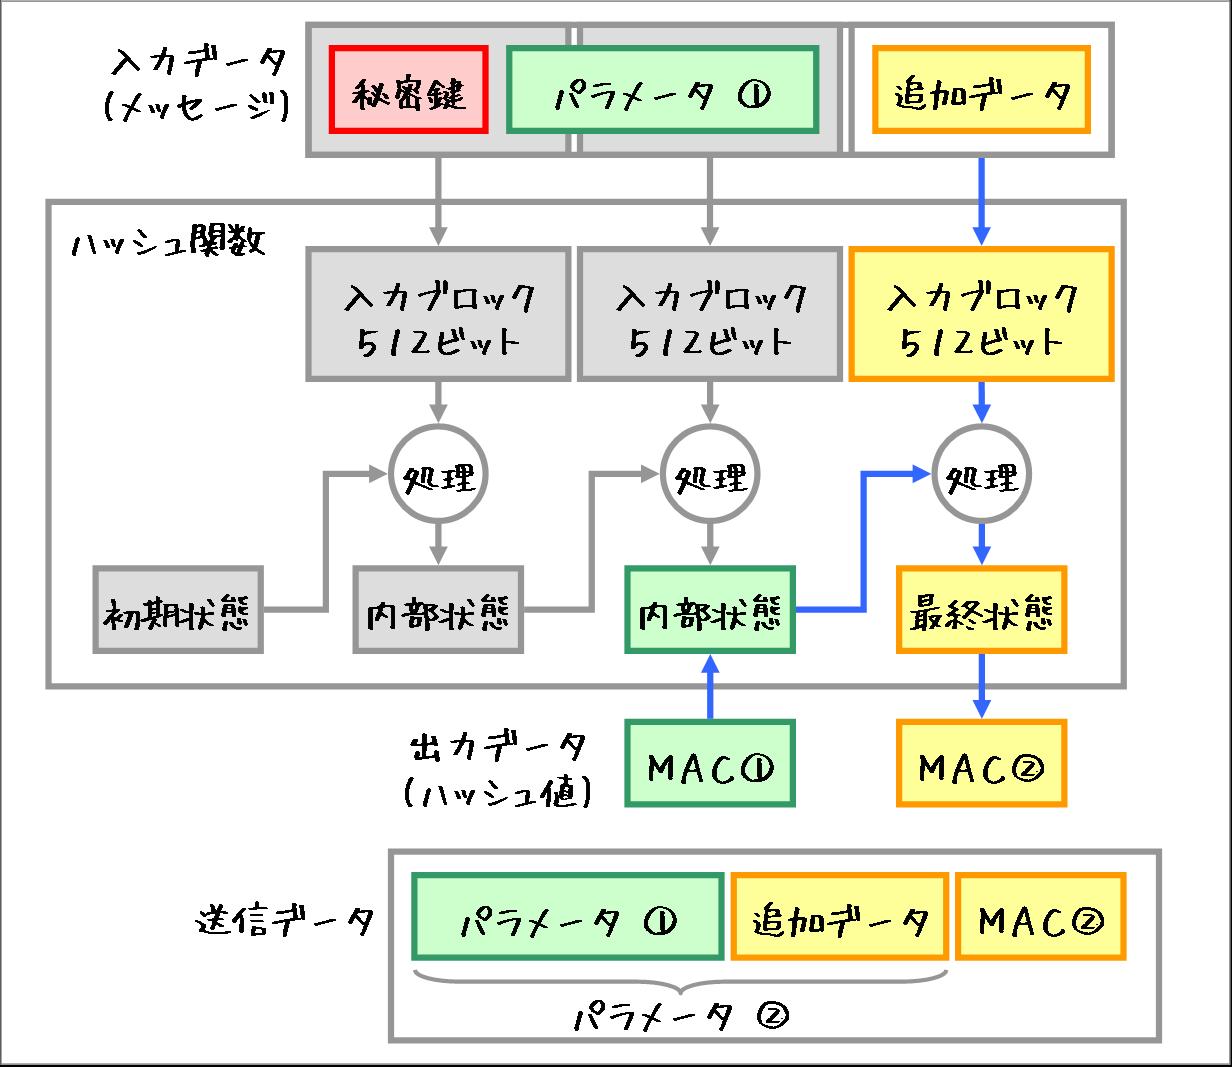 入力データ
(メッセージ)
秘密鍵
パラメータ ①
追加データ
ハッシュ関数
入力ブロック
512ビット
入力ブロック
512ビット
入力ブロック
512ビット
処理
処理
処理
初期状態
内部状態
内部状態
最終状態
出力データ
(ハッシュ値)
MAC①
MAC②
送信データ
パラメータ ①
追加データ
MAC②
パラメータ ②